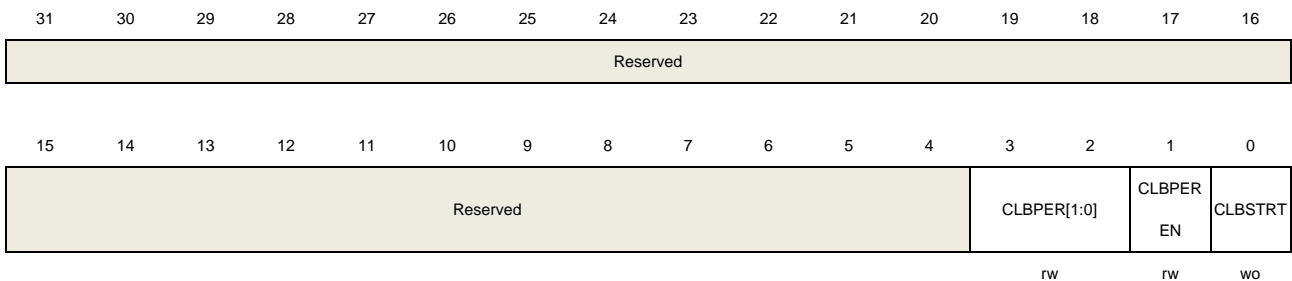 31 30 29 28 27 26 25 24 23 22 21 20 19 18 17 16
Reserved
15 14 13 12 11 10 9 8 7 6 5 4 3 2 1 0
Reserved CLBPER[1:0] CLBPER EN CLBSTRT
rw rw wo